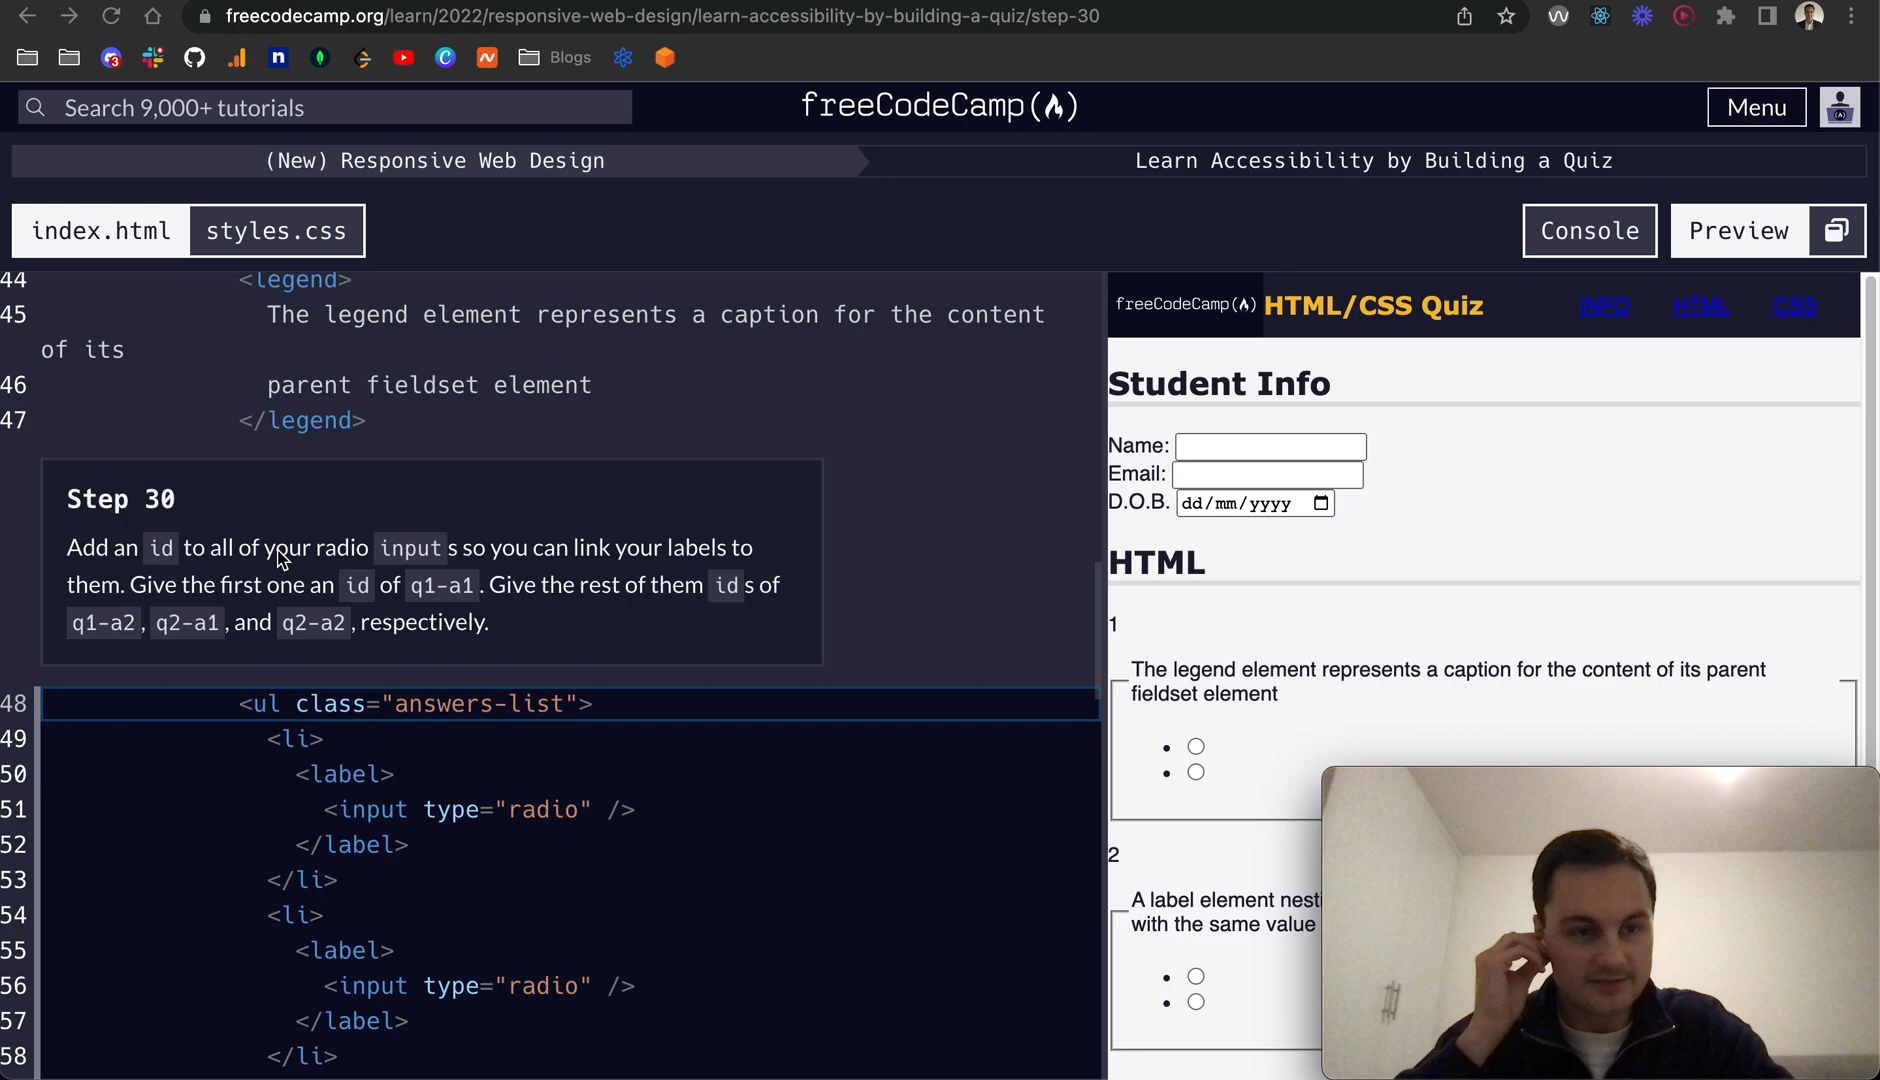 freecodecamp.org/learn/2022/responsive-web-design/learn-accessibility-by-building-a-quiz/step-30
3
n
Blogs
Search 9,000+ tutorials
freeCodeCamp
Menu
(New) Responsive Web Design
Learn Accessibility by Building a Quiz
index.html
styles.css
Console
Preview
44 <legend>
45 The legend element represents a caption for the content
of its
46 parent fieldset element
47 </legend>
Step 30
Add an id to all of your radio input s so you can link your labels to
them. Give the first one an id of q1-a1. Give the rest of them id s of
q1-a2, q2-a1, and q2-a2, respectively.
48 <ul class="answers-list">
49 <li>
50 <label>
51 <input type="radio" />
52 </label>
53 </li>
54 <li>
55 <label>
56 <input type="radio" />
57 </label>
58 </li>
freeCodeCamp
HTML/CSS Quiz
INFO
HTML
CSS
Student Info
Name:
Email:
D.O.B. dd/mm/yyyy
HTML
1
The legend element represents a caption for the content of its parent
fieldset element
2
A label element nesti
with the same value